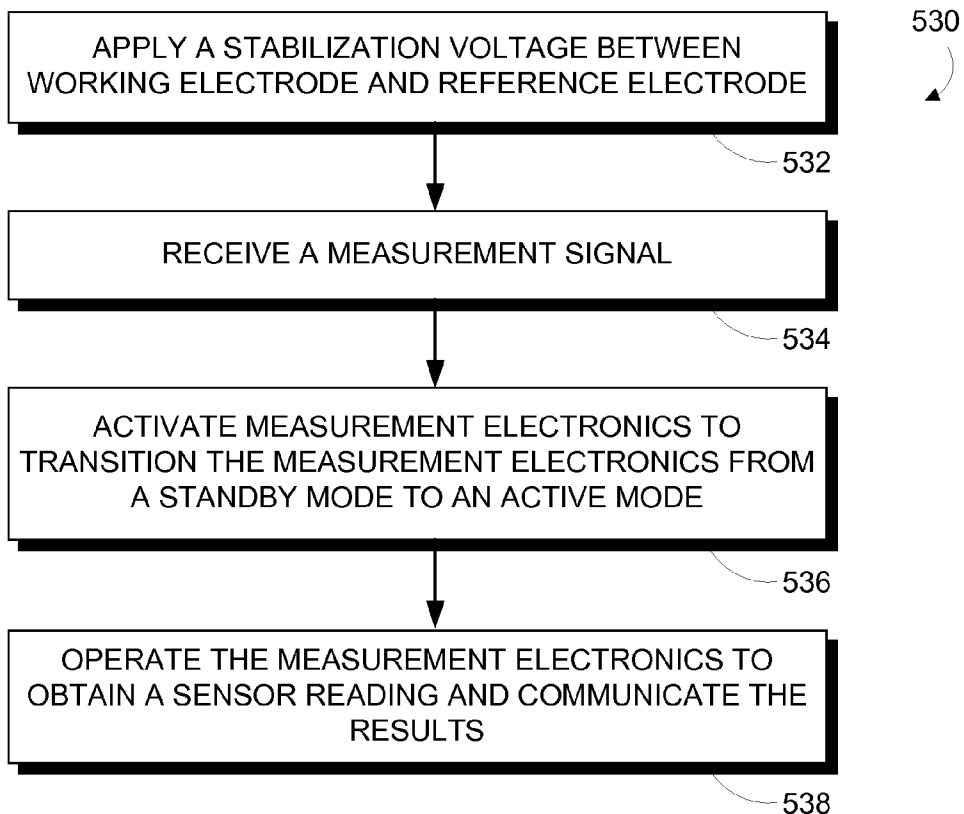 530
APPLY A STABILIZATION VOLTAGE BETWEEN
WORKING ELECTRODE AND REFERENCE ELECTRODE
532
RECEIVE A MEASUREMENT SIGNAL
534
ACTIVATE MEASUREMENT ELECTRONICS TO
TRANSITION THE MEASUREMENT ELECTRONICS FROM
A STANDBY MODE TO AN ACTIVE MODE
536
OPERATE THE MEASUREMENT ELECTRONICS TO
OBTAIN A SENSOR READING AND COMMUNICATE THE
RESULTS
538